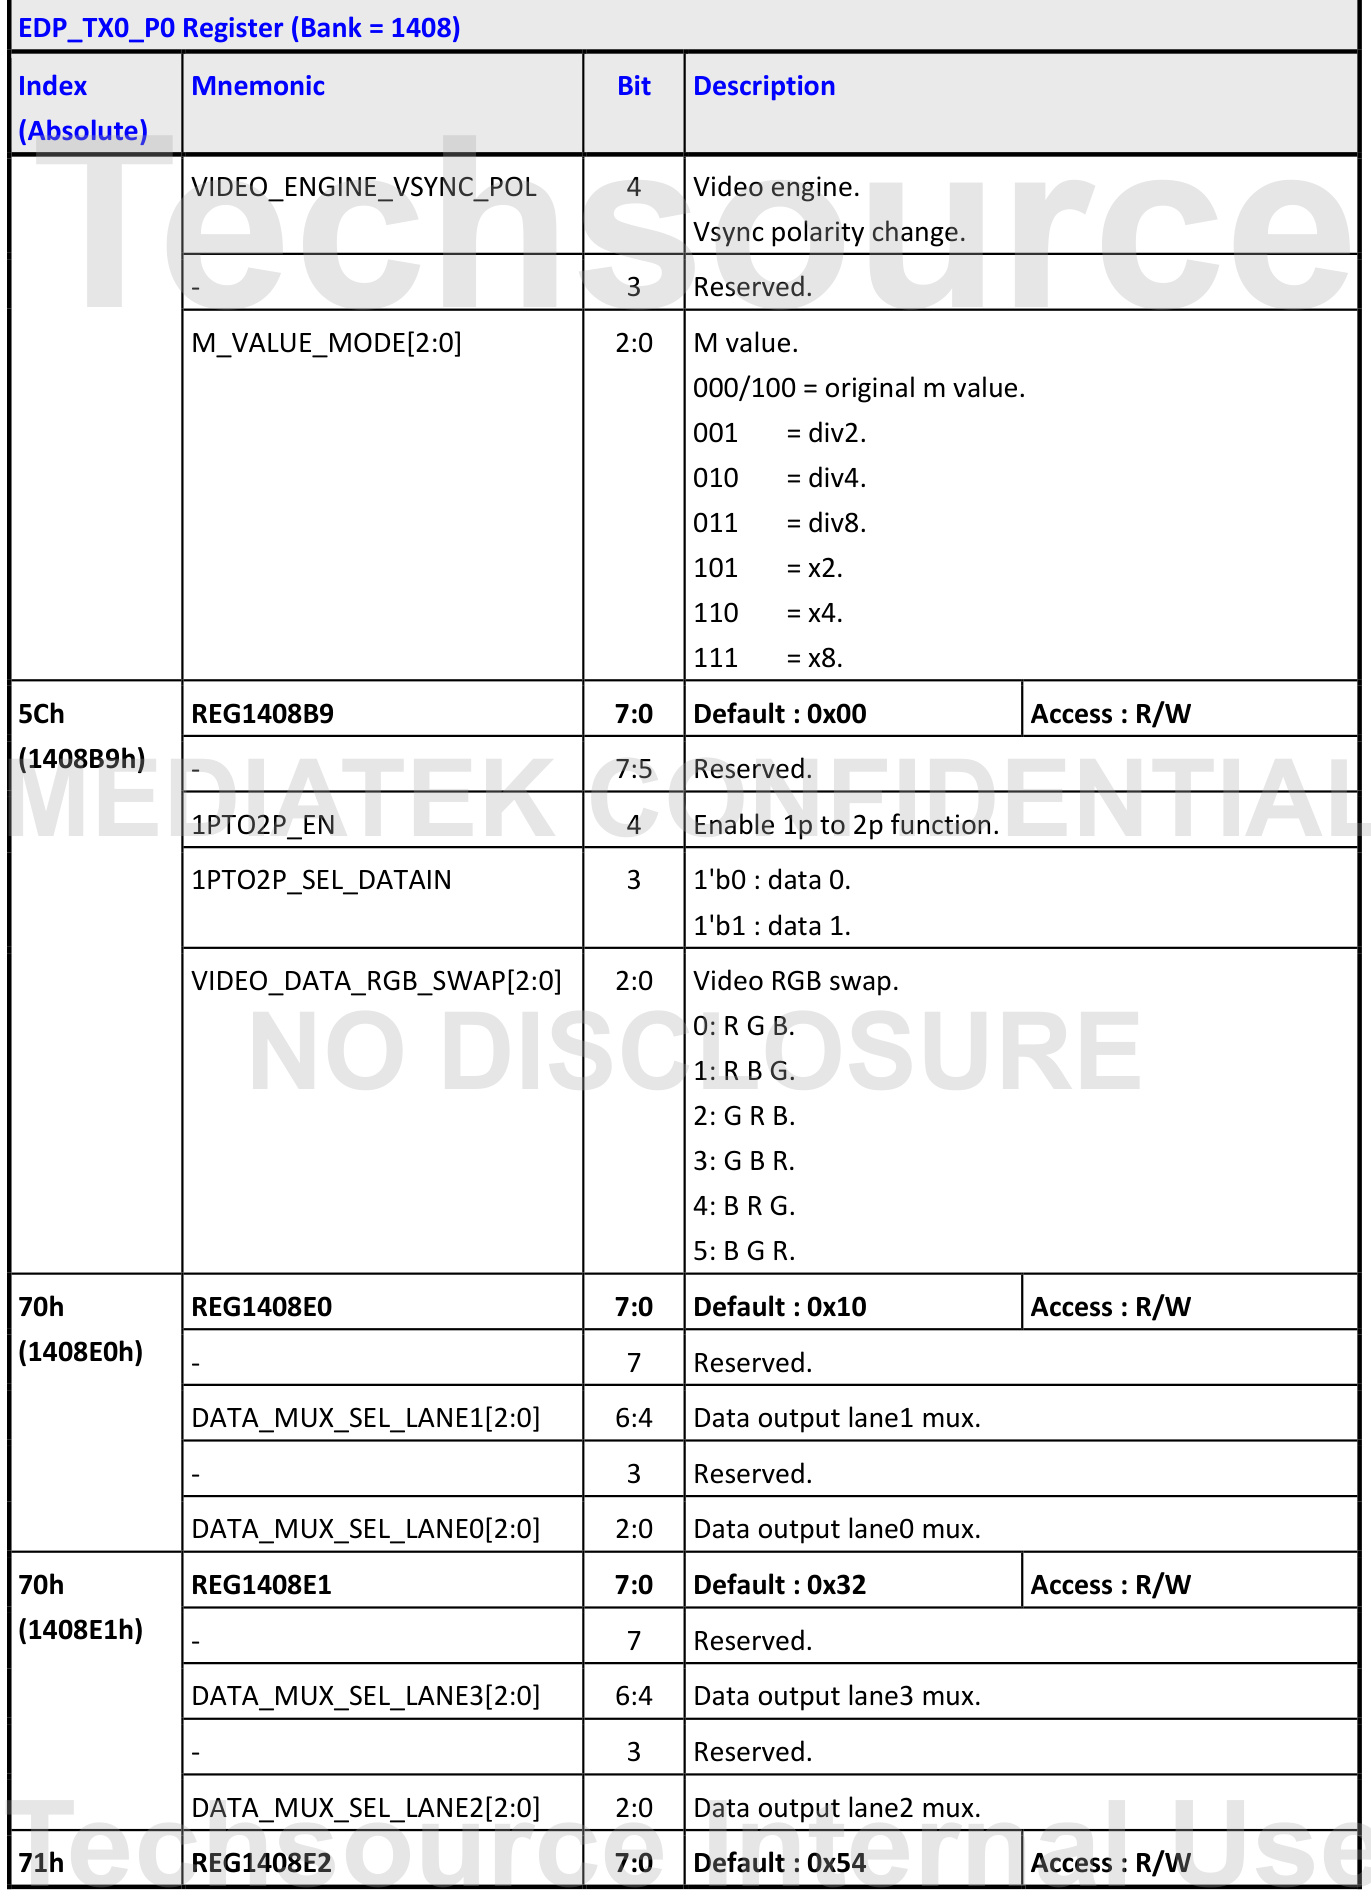 EDP_TX0_P0 Register (Bank = 1408)
Index (Absolute) Mnemonic Bit Description
VIDEO_ENGINE_VSYNC_POL 4 Video engine.
Vsync polarity change.
- 3 Reserved.
M_VALUE_MODE[2:0] 2:0 M value.
000/100 = original m value.
001 = div2.
010 = div4.
011 = div8.
101 = x2.
110 = x4.
111 = x8.
5Ch REG1408B9 7:0 Default : 0x00 Access : R/W
(1408B9h) - 7:5 Reserved.
1PTO2P_EN 4 Enable 1p to 2p function.
1PTO2P_SEL_DATAIN 3 1'b0 : data 0.
1'b1 : data 1.
VIDEO_DATA_RGB_SWAP[2:0] 2:0 Video RGB swap.
0: R G B.
1: R B G.
2: G R B.
3: G B R.
4: B R G.
5: B G R.
70h REG1408E0 7:0 Default : 0x10 Access : R/W
(1408E0h) - 7 Reserved.
DATA_MUX_SEL_LANE1[2:0] 6:4 Data output lane1 mux.
- 3 Reserved.
DATA_MUX_SEL_LANE0[2:0] 2:0 Data output lane0 mux.
70h REG1408E1 7:0 Default : 0x32 Access : R/W
(1408E1h) - 7 Reserved.
DATA_MUX_SEL_LANE3[2:0] 6:4 Data output lane3 mux.
- 3 Reserved.
DATA_MUX_SEL_LANE2[2:0] 2:0 Data output lane2 mux.
71h REG1408E2 7:0 Default : 0x54 Access : R/W
Techsource
MEDIATEK CONFIDENTIAL
NO DISCLOSURE
Techsource Internal Use